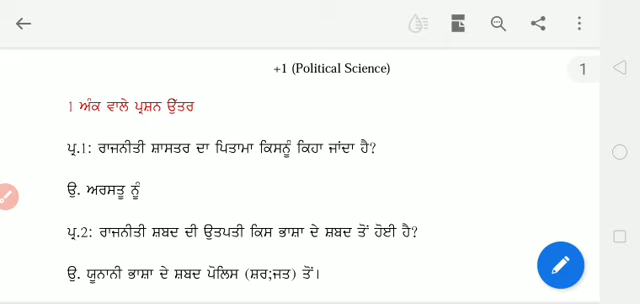 +1 (Political Science)
1
1 ਅੰਕ ਵਾਲੇ ਪ੍ਰਸ਼ਨ ਉੱਤਰ
ਪ੍ਰ.1: ਰਾਜਨੀਤੀ ਸ਼ਾਸਤਰ ਦਾ ਪਿਤਾਮਾ ਕਿਸਨੂੰ ਕਿਹਾ ਜਾਂਦਾ ਹੈ?
ਉ. ਅਰਸਤੂ ਨੂੰ
ਪ੍ਰ.2: ਰਾਜਨੀਤੀ ਸ਼ਬਦ ਦੀ ਉਤਪਤੀ ਕਿਸ ਭਾਸ਼ਾ ਦੇ ਸ਼ਬਦ ਤੋਂ ਹੋਈ ਹੈ?
ਉ. ਯੂਨਾਨੀ ਭਾਸ਼ਾ ਦੇ ਸ਼ਬਦ ਪੋਲਿਸ (ਸ਼ਰ;ਜਤ) ਤੋਂ।